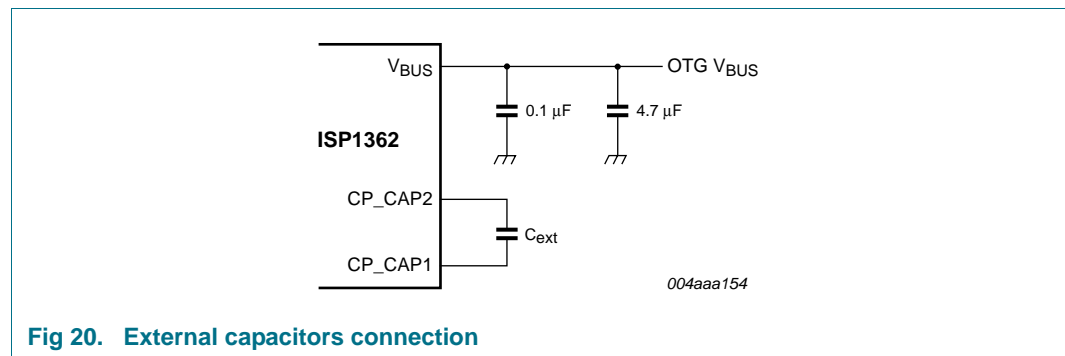 VBUS
OTG VBUS
0.1 μF
4.7 μF
ISP1362
CP_CAP2
Cext
CP_CAP1
004aaa154
Fig 20. External capacitors connection